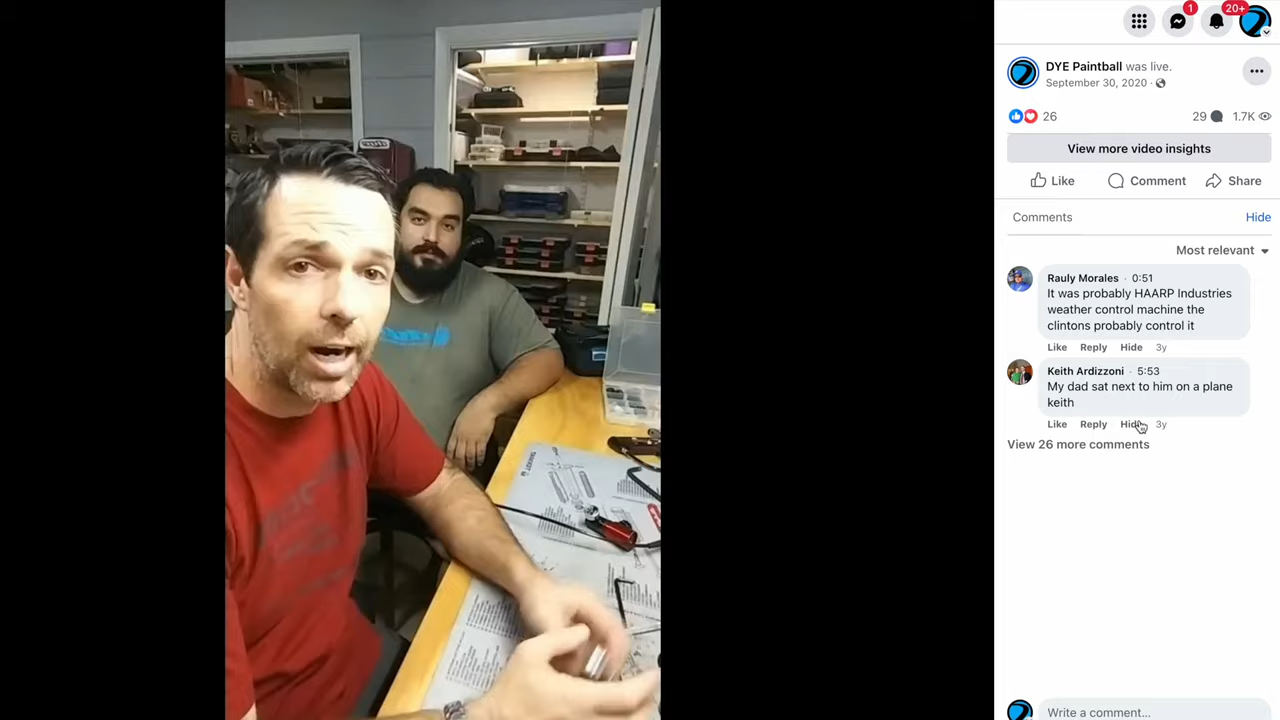 1
20+
DYE Paintball was live.
September 30, 2020 ·
26
29
1.7K
View more video insights
Like
Comment
Share
Comments
Hide
Most relevant
Rauly Morales · 0:51
It was probably HAARP Industries
weather control machine the
clintons probably control it
Like Reply Hide 3y
Keith Ardizzoni · 5:53
My dad sat next to him on a plane
keith
Like Reply Hide 3y
View 26 more comments
Write a comment...